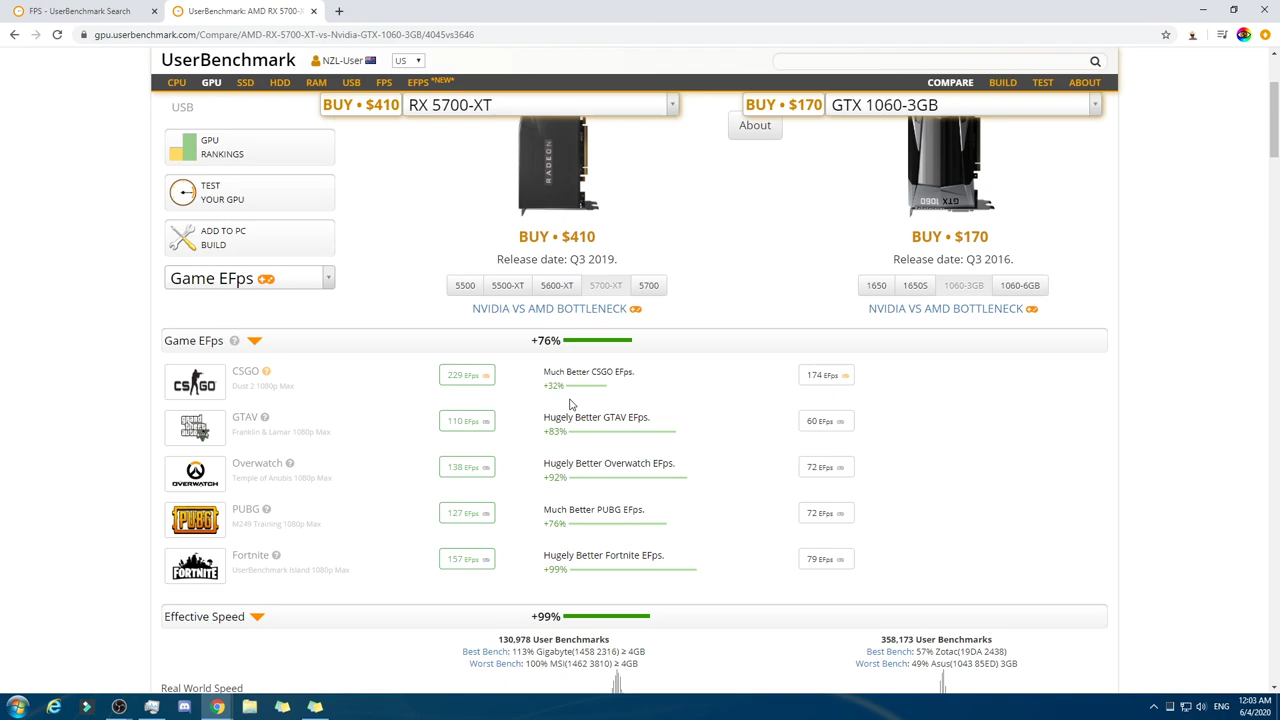 FPS - UserBenchmark Search
UserBenchmark: AMD RX 5700-X
gpu.userbenchmark.com/Compare/AMD-RX-5700-XT-vs-Nvidia-GTX-1060-3GB/4045vs3646
UserBenchmark
NZL-User
US
CPU GPU SSD HDD RAM USB FPS EFPS *NEW* COMPARE BUILD TEST ABOUT
USB
BUY • $410 RX 5700-XT
BUY • $170 GTX 1060-3GB
About
GPU
RANKINGS
TEST
YOUR GPU
ADD TO PC
BUILD
Game EFps
RADEON
GTX 1060
BUY • $410
BUY • $170
Release date: Q3 2019.
Release date: Q3 2016.
5500 5500-XT 5600-XT 5700-XT 5700
1650 1650S 1060-3GB 1060-6GB
NVIDIA VS AMD BOTTLENECK
NVIDIA VS AMD BOTTLENECK
Game EFps ? +76%
CS GO
CSGO ?
Dust 2 1080p Max
229 EFps
Much Better CSGO EFps.
+32%
174 EFps
grand theft auto
GTAV ?
Franklin & Lamar 1080p Max
110 EFps
Hugely Better GTAV EFps.
+83%
60 EFps
OVERWATCH
Overwatch ?
Temple of Anubis 1080p Max
138 EFps
Hugely Better Overwatch EFps.
+92%
72 EFps
PUBG
PUBG ?
M249 Training 1080p Max
127 EFps
Much Better PUBG EFps.
+76%
72 EFps
FORTNITE
Fortnite ?
UserBenchmark Island 1080p Max
157 EFps
Hugely Better Fortnite EFps.
+99%
79 EFps
Effective Speed +99%
130,978 User Benchmarks
Best Bench: 113% Gigabyte(1458 2316) ≥ 4GB
Worst Bench: 100% MSI(1462 3810) ≥ 4GB
358,173 User Benchmarks
Best Bench: 57% Zotac(19DA 2438)
Worst Bench: 49% Asus(1043 85ED) 3GB
Real World Speed
ENG
12:03 AM
6/4/2020